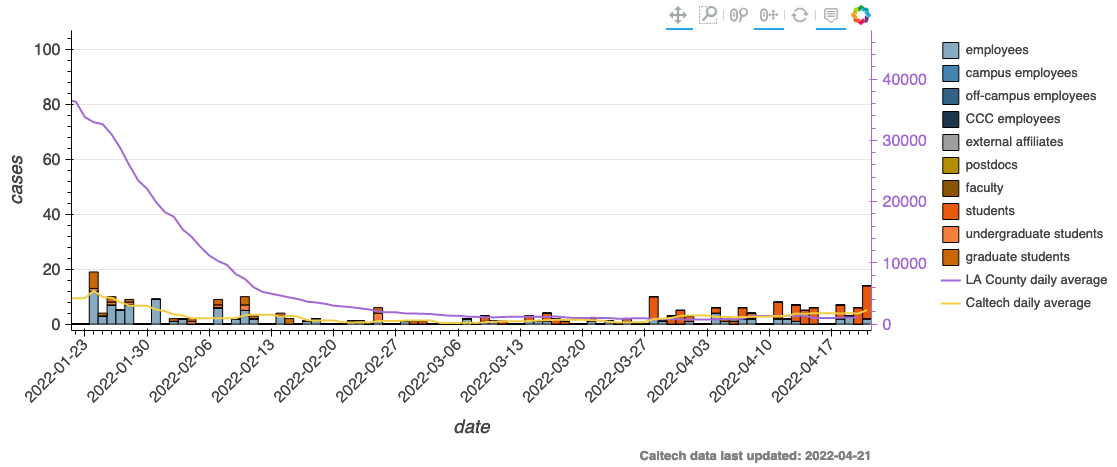 cases
100
80
60
40
20
0
40000
30000
20000
10000
0
2022-01-23
2022-01-30
2022-02-06
2022-02-13
2022-02-20
2022-02-27
2022-03-06
2022-03-13
2022-03-20
2022-03-27
2022-04-03
2022-04-10
2022-04-17
date
employees
campus employees
off-campus employees
CCC employees
external affiliates
postdocs
faculty
students
undergraduate students
graduate students
LA County daily average
Caltech daily average
Caltech data last updated: 2022-04-21